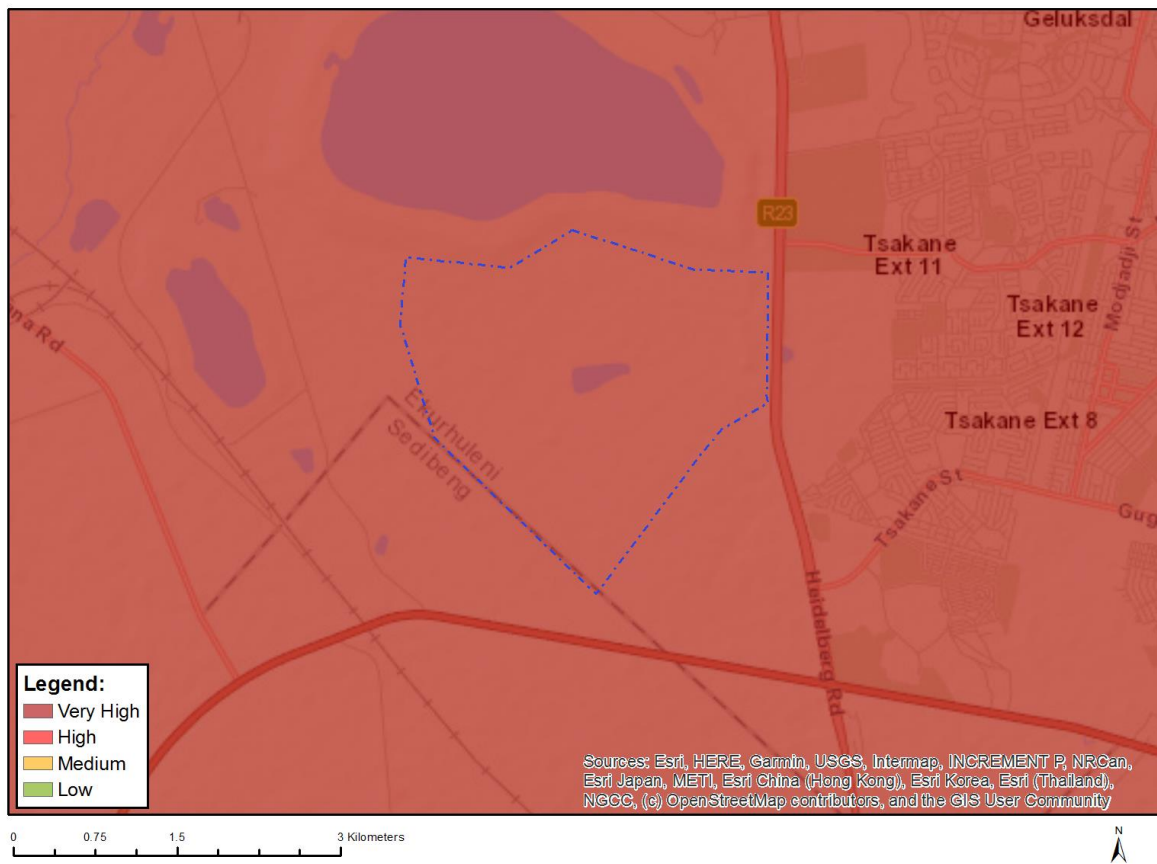 Geluksdal
R23
Tsakane
Ext 11
Modjadji St
Tsakane
Ext 12
na Rd
Ekurhuleni
Sedibeng
Tsakane Ext 8
Tsakane St
Gug
Heidelberg Rd
Legend:
Very High
High
Medium
Low
Sources: Esri, HERE, Garmin, USGS, Intermap, INCREMENT P, NRCan,
Esri Japan, METI, Esri China (Hong Kong), Esri Korea, Esri (Thailand),
NGCC, (c) OpenStreetMap contributors, and the GIS User Community
0 0.75 1.5 3 Kilometers
N